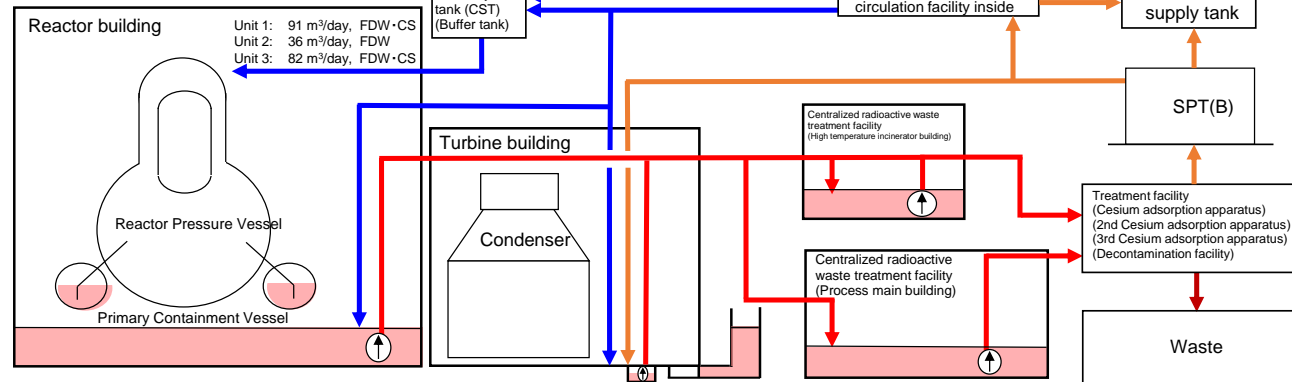 tank (CST)
(Buffer tank)
circulation facility inside
supply tank
Reactor building
Unit 1: 91 m³/day, FDW・CS
Unit 2: 36 m³/day, FDW
Unit 3: 82 m³/day, FDW・CS
SPT(B)
Centralized radioactive waste
treatment facility
(High temperature incinerator building)
Turbine building
Treatment facility
(Cesium adsorption apparatus)
(2nd Cesium adsorption apparatus)
(3rd Cesium adsorption apparatus)
(Decontamination facility)
Reactor Pressure Vessel
Condenser
Centralized radioactive
waste treatment facility
(Process main building)
Primary Containment Vessel
Waste